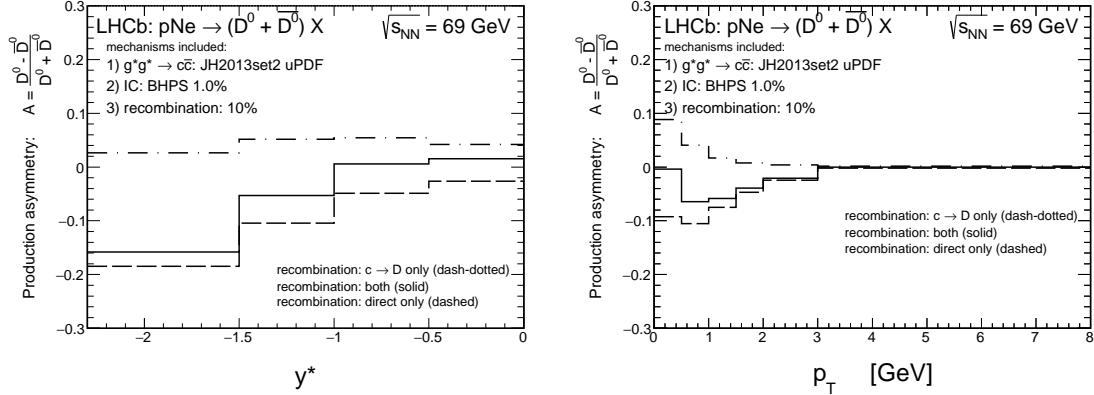 LHCb: pNe → (D⁰ + D̅⁰) X √s_NN = 69 GeV
mechanisms included:
1) g*g* → cc̅: JH2013set2 uPDF
2) IC: BHPS 1.0%
3) recombination: 10%
Production asymmetry: A = (D⁰ - D̅⁰)/(D⁰ + D̅⁰)
0.3
0.2
0.1
0
−0.1
−0.2
−0.3
recombination: c → D only (dash-dotted)
recombination: both (solid)
recombination: direct only (dashed)
−2 −1.5 −1 −0.5 0
y*
LHCb: pNe → (D⁰ + D̅⁰) X √s_NN = 69 GeV
mechanisms included:
1) g*g* → cc̅: JH2013set2 uPDF
2) IC: BHPS 1.0%
3) recombination: 10%
Production asymmetry: A = (D⁰ - D̅⁰)/(D⁰ + D̅⁰)
0.3
0.2
0.1
0
−0.1
−0.2
−0.3
recombination: c → D only (dash-dotted)
recombination: both (solid)
recombination: direct only (dashed)
0 1 2 3 4 5 6 7 8
p_T [GeV]